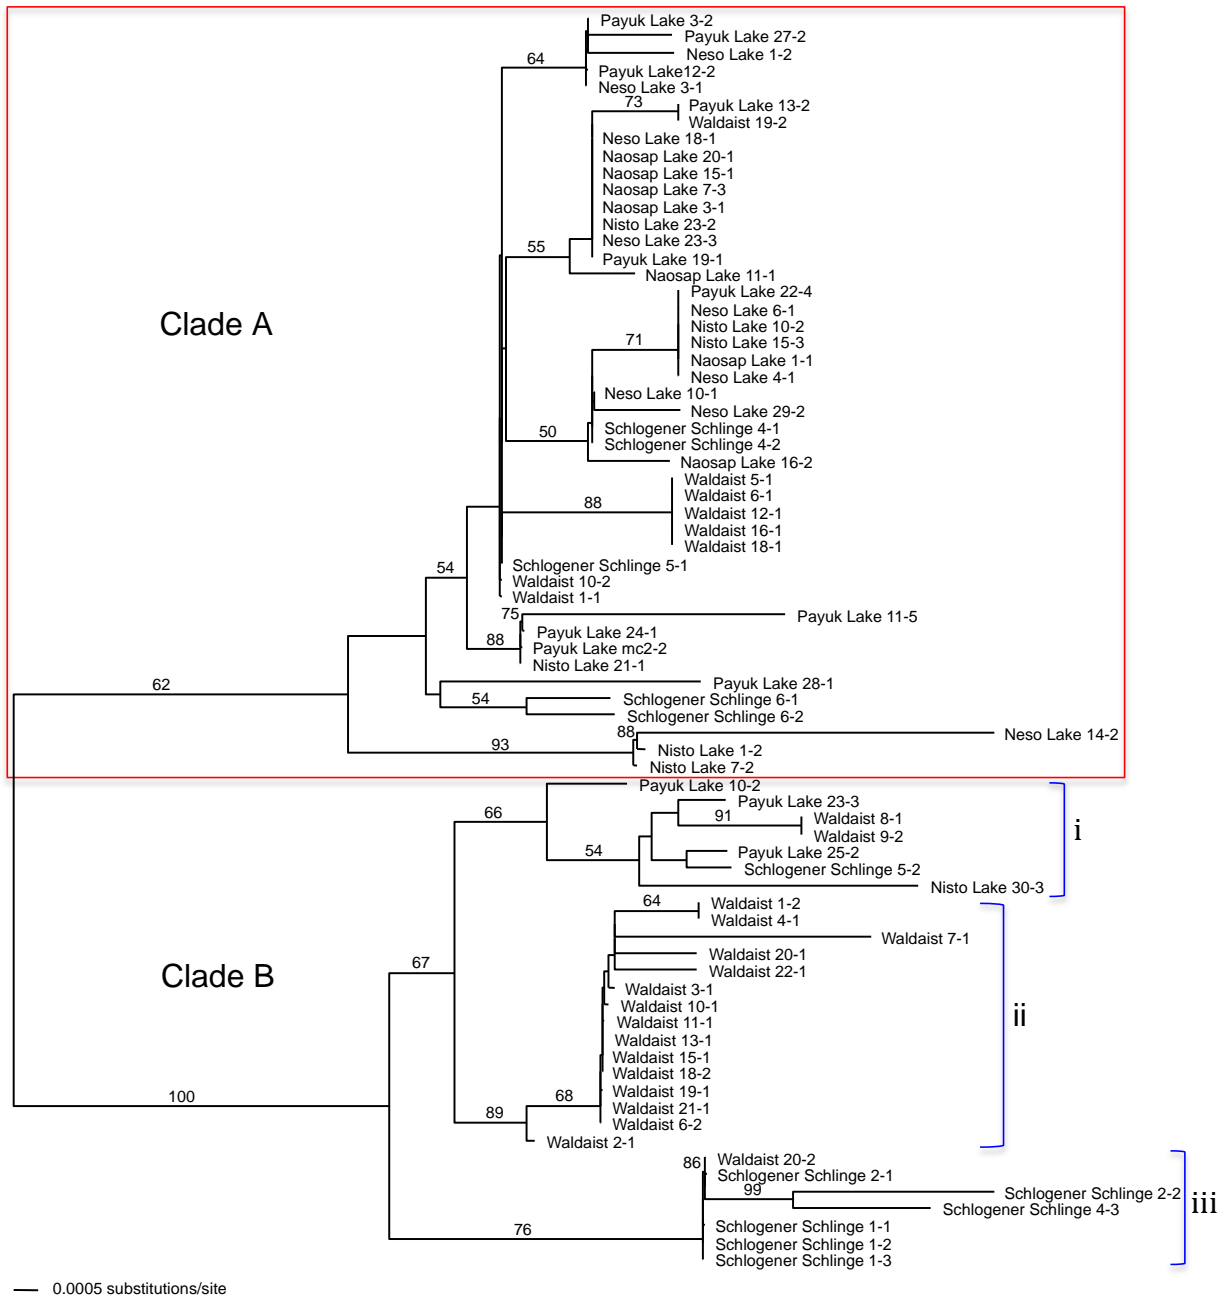 Payuk Lake 3-2
Payuk Lake 27-2
64
Neso Lake 1-2
Payuk Lake12-2
Neso Lake 3-1
73
Payuk Lake 13-2
Waldaist 19-2
Neso Lake 18-1
Naosap Lake 20-1
Naosap Lake 15-1
Naosap Lake 7-3
Naosap Lake 3-1
Nisto Lake 23-2
Neso Lake 23-3
55
Payuk Lake 19-1
Naosap Lake 11-1
Payuk Lake 22-4
Neso Lake 6-1
Clade A
Nisto Lake 10-2
71
Nisto Lake 15-3
Naosap Lake 1-1
Neso Lake 4-1
Neso Lake 10-1
Neso Lake 29-2
50
Schlogener Schlinge 4-1
Schlogener Schlinge 4-2
Naosap Lake 16-2
Waldaist 5-1
Waldaist 6-1
88
Waldaist 12-1
Waldaist 16-1
Waldaist 18-1
54
Schlogener Schlinge 5-1
Waldaist 10-2
Waldaist 1-1
75
Payuk Lake 11-5
88
Payuk Lake 24-1
Payuk Lake mc2-2
Nisto Lake 21-1
62
Payuk Lake 28-1
54
Schlogener Schlinge 6-1
Schlogener Schlinge 6-2
88
Neso Lake 14-2
93
Nisto Lake 1-2
Nisto Lake 7-2
Payuk Lake 10-2
66
Payuk Lake 23-3
91
Waldaist 8-1
Waldaist 9-2
i
54
Payuk Lake 25-2
Schlogener Schlinge 5-2
Nisto Lake 30-3
64
Waldaist 1-2
Waldaist 4-1
Waldaist 7-1
67
Waldaist 20-1
Clade B
Waldaist 22-1
Waldaist 3-1
Waldaist 10-1
ii
Waldaist 11-1
Waldaist 13-1
Waldaist 15-1
Waldaist 18-2
100
68
Waldaist 19-1
Waldaist 21-1
89
Waldaist 6-2
Waldaist 2-1
86
Waldaist 20-2
Schlogener Schlinge 2-1
99
Schlogener Schlinge 2-2
iii
Schlogener Schlinge 4-3
76
Schlogener Schlinge 1-1
Schlogener Schlinge 1-2
Schlogener Schlinge 1-3
0.0005 substitutions/site